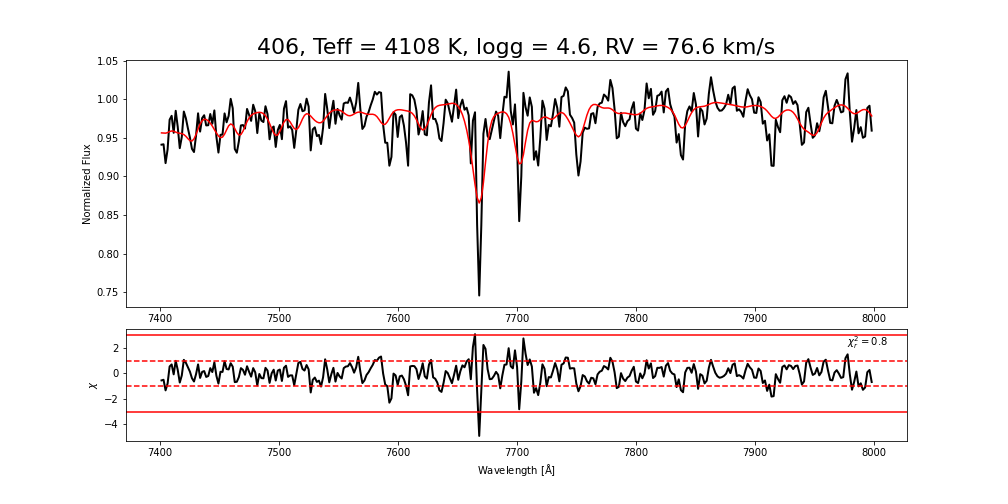 406, Teff = 4108 K, logg = 4.6, RV = 76.6 km/s
1.05
1.00
0.95
0.90
0.85
0.80
0.75
Normalized Flux
7400 7500 7600 7700 7800 7900 8000
2
0
−2
−4
χ
χ²ᵣ = 0.8
7400 7500 7600 7700 7800 7900 8000
Wavelength [Å]